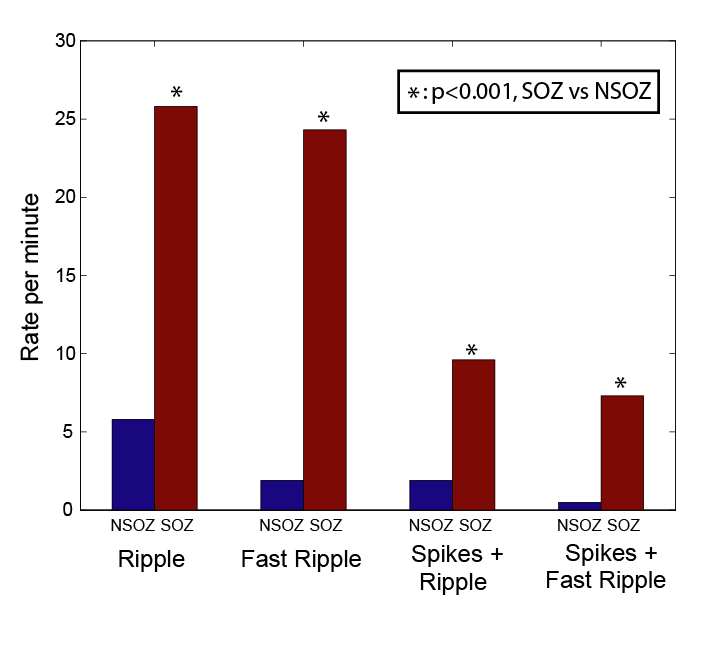 30
*: p<0.001, SOZ vs NSOZ
*
25
*
20
Rate per minute
15
10
*
*
5
0
NSOZ SOZ NSOZ SOZ NSOZ SOZ NSOZ SOZ
Ripple
Fast Ripple
Spikes +
Ripple
Spikes +
Fast Ripple